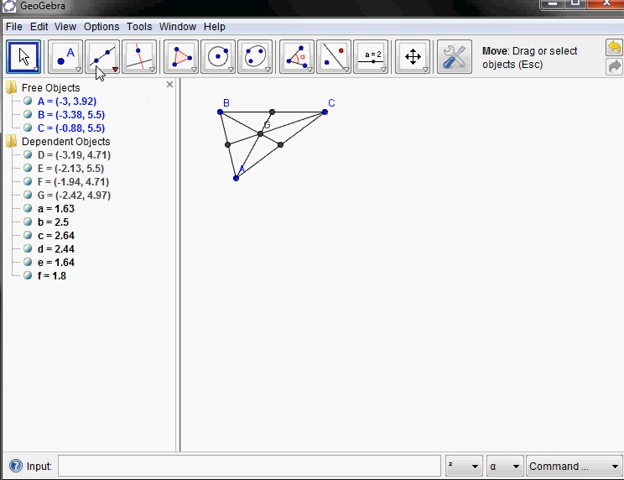 GeoGebra
File Edit View Options Tools Window Help
A
α
a = 2
Move: Drag or select
objects (Esc)
Free Objects
A = (-3, 3.92)
B = (-3.38, 5.5)
C = (-0.88, 5.5)
Dependent Objects
D = (-3.19, 4.71)
E = (-2.13, 5.5)
F = (-1.94, 4.71)
G = (-2.42, 4.97)
a = 1.63
b = 2.5
c = 2.64
d = 2.44
e = 1.64
f = 1.8
B
C
G
A
Input:
²
α
Command ...